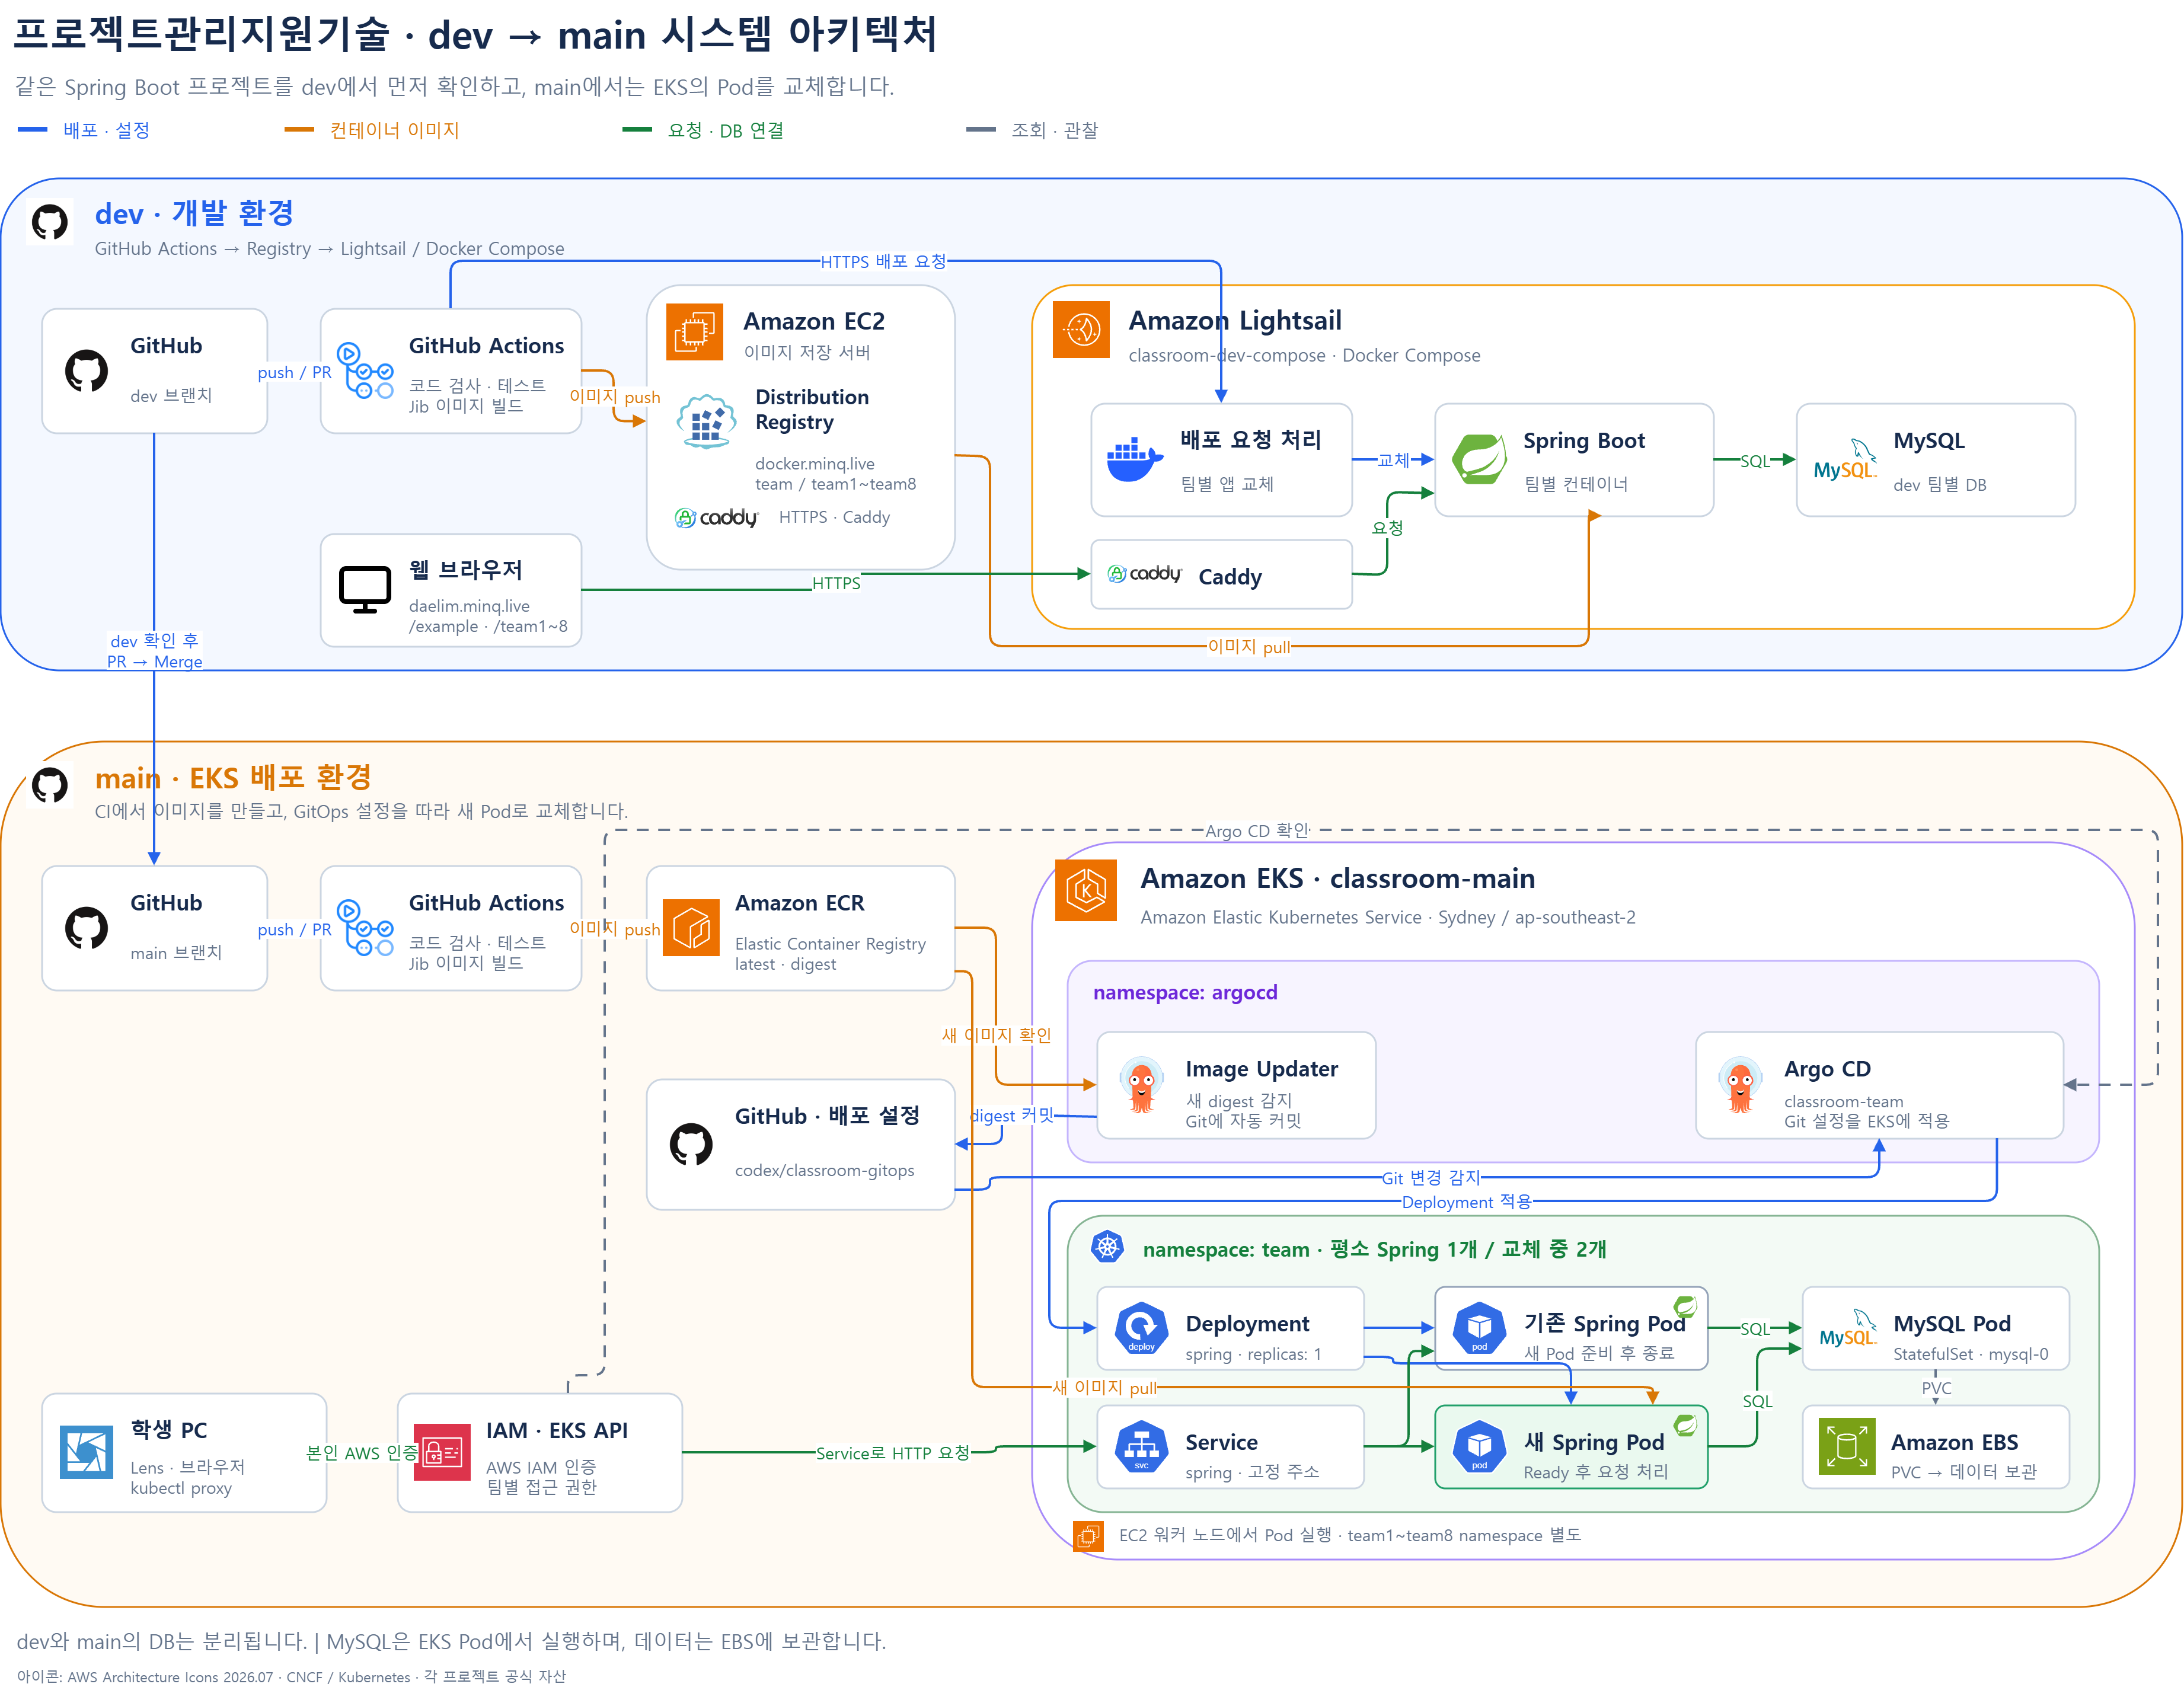 프로젝트관리지원기술 · dev → main 시스템 아키텍처
같은 Spring Boot 프로젝트를 dev에서 먼저 확인하고, main에서는 EKS의 Pod를 교체합니다.
배포 · 설정
컨테이너 이미지
요청 · DB 연결
조회 · 관찰
dev · 개발 환경
GitHub Actions → Registry → Lightsail / Docker Compose
HTTPS 배포 요청
GitHub
dev 브랜치
push / PR
GitHub Actions
코드 검사 · 테스트
Jib 이미지 빌드
이미지 push
Amazon EC2
이미지 저장 서버
Distribution
Registry
docker.minq.live
team / team1~team8
caddy
HTTPS · Caddy
Amazon Lightsail
classroom-dev-compose · Docker Compose
배포 요청 처리
팀별 앱 교체
교체
Spring Boot
팀별 컨테이너
SQL
MySQL
MySQL
dev 팀별 DB
요청
caddy
Caddy
웹 브라우저
daelim.minq.live
/example · /team1~8
HTTPS
이미지 pull
dev 확인 후
PR → Merge
main · EKS 배포 환경
CI에서 이미지를 만들고, GitOps 설정을 따라 새 Pod로 교체합니다.
Argo CD 확인
GitHub
main 브랜치
push / PR
GitHub Actions
코드 검사 · 테스트
Jib 이미지 빌드
이미지 push
Amazon ECR
Elastic Container Registry
latest · digest
Amazon EKS · classroom-main
Amazon Elastic Kubernetes Service · Sydney / ap-southeast-2
namespace: argocd
새 이미지 확인
Image Updater
새 digest 감지
Git에 자동 커밋
Argo CD
classroom-team
Git 설정을 EKS에 적용
digest 커밋
GitHub · 배포 설정
codex/classroom-gitops
Git 변경 감지
Deployment 적용
namespace: team · 평소 Spring 1개 / 교체 중 2개
deploy
Deployment
spring · replicas: 1
pod
기존 Spring Pod
새 Pod 준비 후 종료
SQL
MySQL
MySQL Pod
StatefulSet · mysql-0
새 이미지 pull
PVC
SQL
학생 PC
Lens · 브라우저
kubectl proxy
본인 AWS 인증
IAM · EKS API
AWS IAM 인증
팀별 접근 권한
Service로 HTTP 요청
svc
Service
spring · 고정 주소
pod
새 Spring Pod
Ready 후 요청 처리
Amazon EBS
PVC → 데이터 보관
EC2 워커 노드에서 Pod 실행 · team1~team8 namespace 별도
dev와 main의 DB는 분리됩니다. | MySQL은 EKS Pod에서 실행하며, 데이터는 EBS에 보관합니다.
아이콘: AWS Architecture Icons 2026.07 · CNCF / Kubernetes · 각 프로젝트 공식 자산